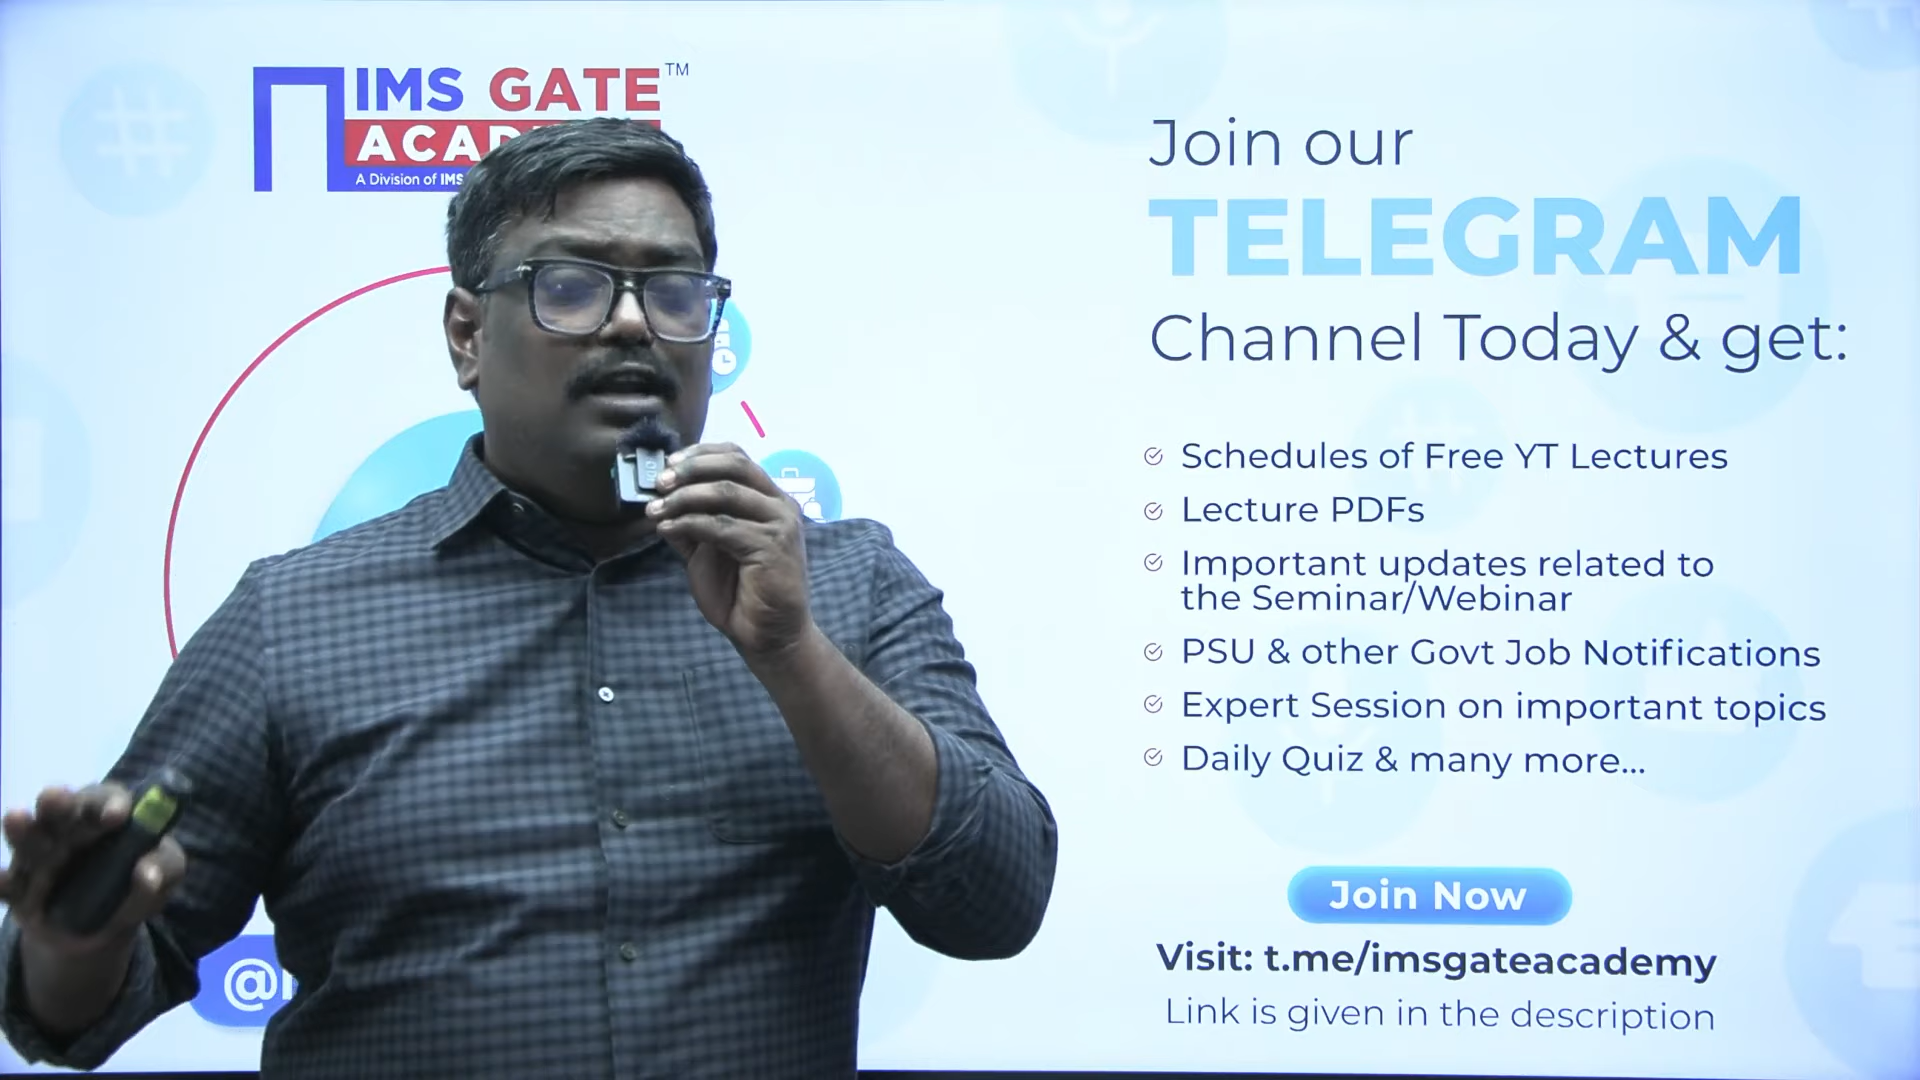 IMS GATE™
A Division of IMS
Join our
TELEGRAM
Channel Today & get:
Schedules of Free YT Lectures
Lecture PDFs
Important updates related to
the Seminar/Webinar
PSU & other Govt Job Notifications
Expert Session on important topics
Daily Quiz & many more...
Join Now
Visit: t.me/imsgateacademy
Link is given in the description